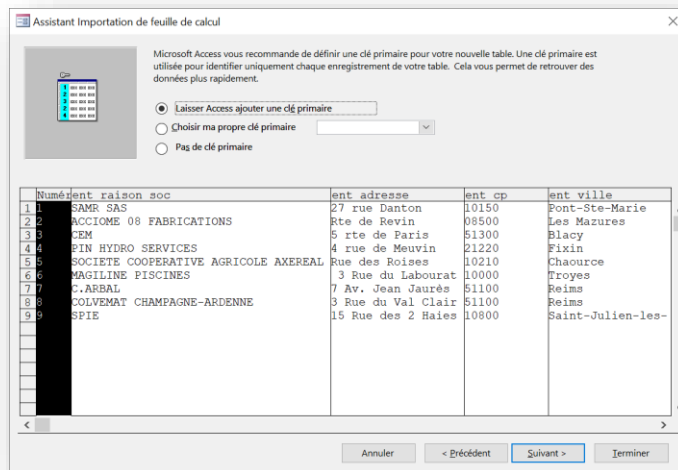 Assistant Importation de feuille de calcul
Microsoft Access vous recommande de définir une clé primaire pour votre nouvelle table. Une clé primaire est
utilisée pour identifier uniquement chaque enregistrement de votre table. Cela vous permet de retrouver des
données plus rapidement.
Laisser Access ajouter une clé primaire
Choisir ma propre clé primaire
Pas de clé primaire
Numér ent raison soc ent adresse ent cp ent ville
1 1 SAMR SAS 27 rue Danton 10150 Pont-Ste-Marie
2 2 ACCIOME 08 FABRICATIONS Rte de Revin 08500 Les Mazures
3 3 CEM 5 rte de Paris 51300 Blacy
4 4 PIN HYDRO SERVICES 4 rue de Meuvin 21220 Fixin
5 5 SOCIETE COOPERATIVE AGRICOLE AXEREAL Rue des Roises 10210 Chaource
6 6 MAGILINE PISCINES 3 Rue du Labourat 10000 Troyes
7 7 C.ARBAL 7 Av. Jean Jaurès 51100 Reims
8 8 COLVEMAT CHAMPAGNE-ARDENNE 3 Rue du Val Clair 51100 Reims
9 9 SPIE 15 Rue des 2 Haies 10800 Saint-Julien-les-
Annuler < Précédent Suivant > Terminer